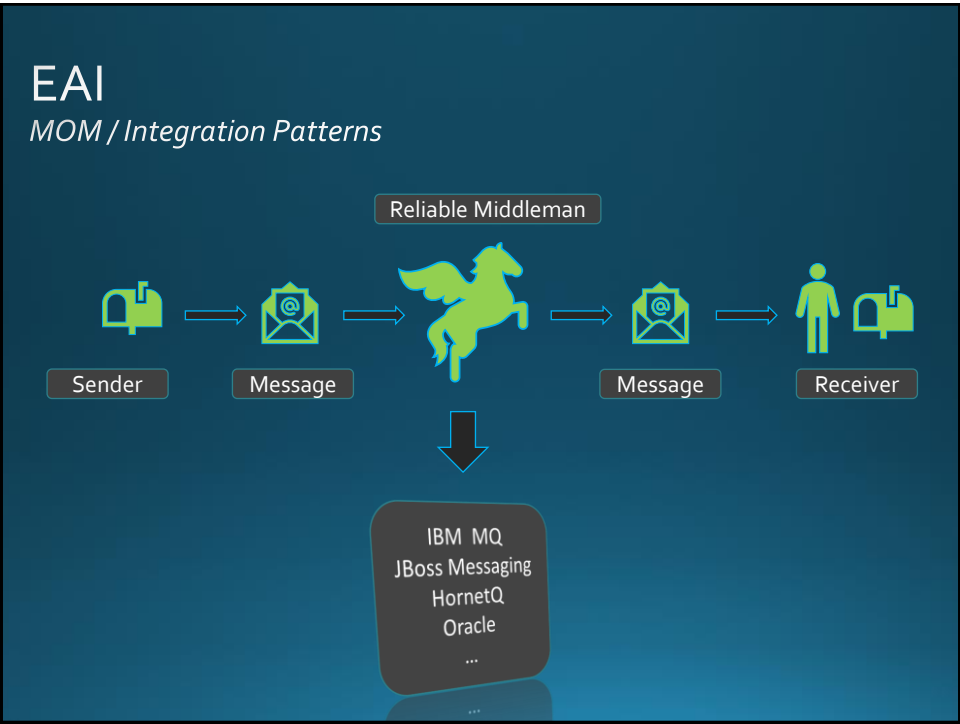 EAI
MOM / Integration Patterns
Reliable Middleman
@
@
Sender
Message
Message
Receiver
IBM MQ
JBoss Messaging
HornetQ
Oracle
...
...